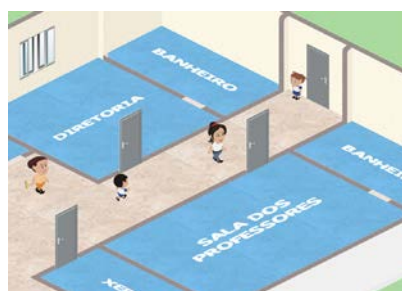 BANHEIRO
DIRETORIA
BANHEI
SALA DOS
PROFESSORES
XE